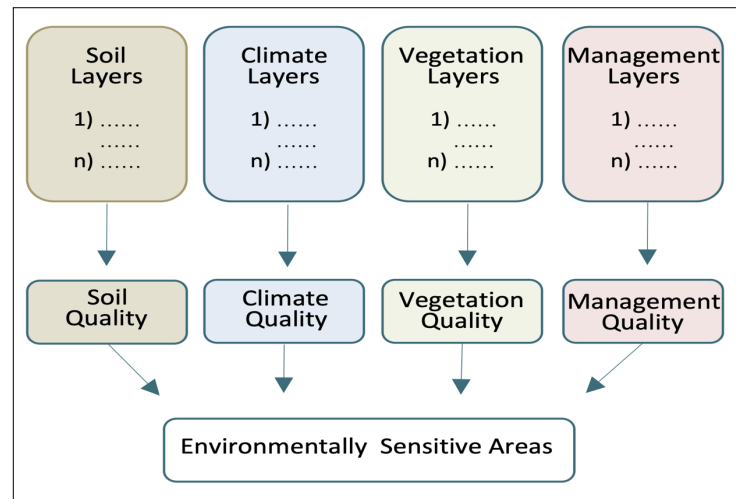 Soil
Layers
1) ......
......
n) ......
Climate
Layers
1) ......
......
n) ......
Vegetation
Layers
1) ......
......
n) ......
Management
Layers
1) ......
......
n) ......
Soil
Quality
Climate
Quality
Vegetation
Quality
Management
Quality
Environmentally Sensitive Areas